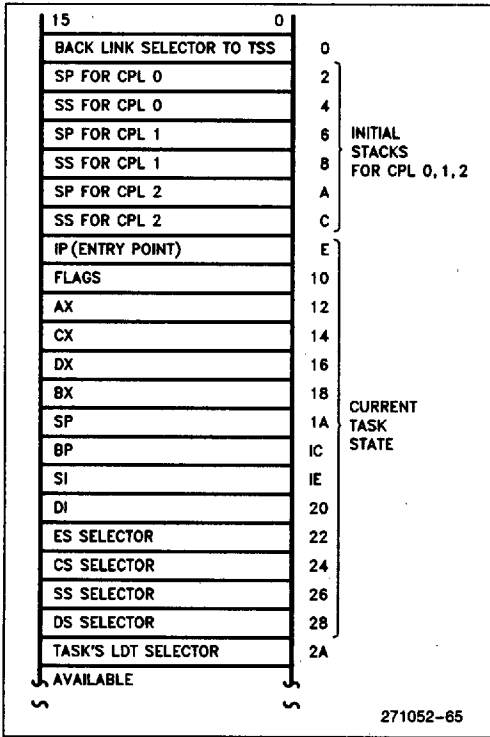 15 0
BACK LINK SELECTOR TO TSS 0
SP FOR CPL 0 2
SS FOR CPL 0 4
SP FOR CPL 1 6
SS FOR CPL 1 8
SP FOR CPL 2 A
SS FOR CPL 2 C
INITIAL
STACKS
FOR CPL 0, 1, 2
IP (ENTRY POINT) E
FLAGS 10
AX 12
CX 14
DX 16
BX 18
SP 1A
BP IC
SI IE
DI 20
ES SELECTOR 22
CS SELECTOR 24
SS SELECTOR 26
DS SELECTOR 28
CURRENT
TASK
STATE
TASK'S LDT SELECTOR 2A
AVAILABLE
271052–65